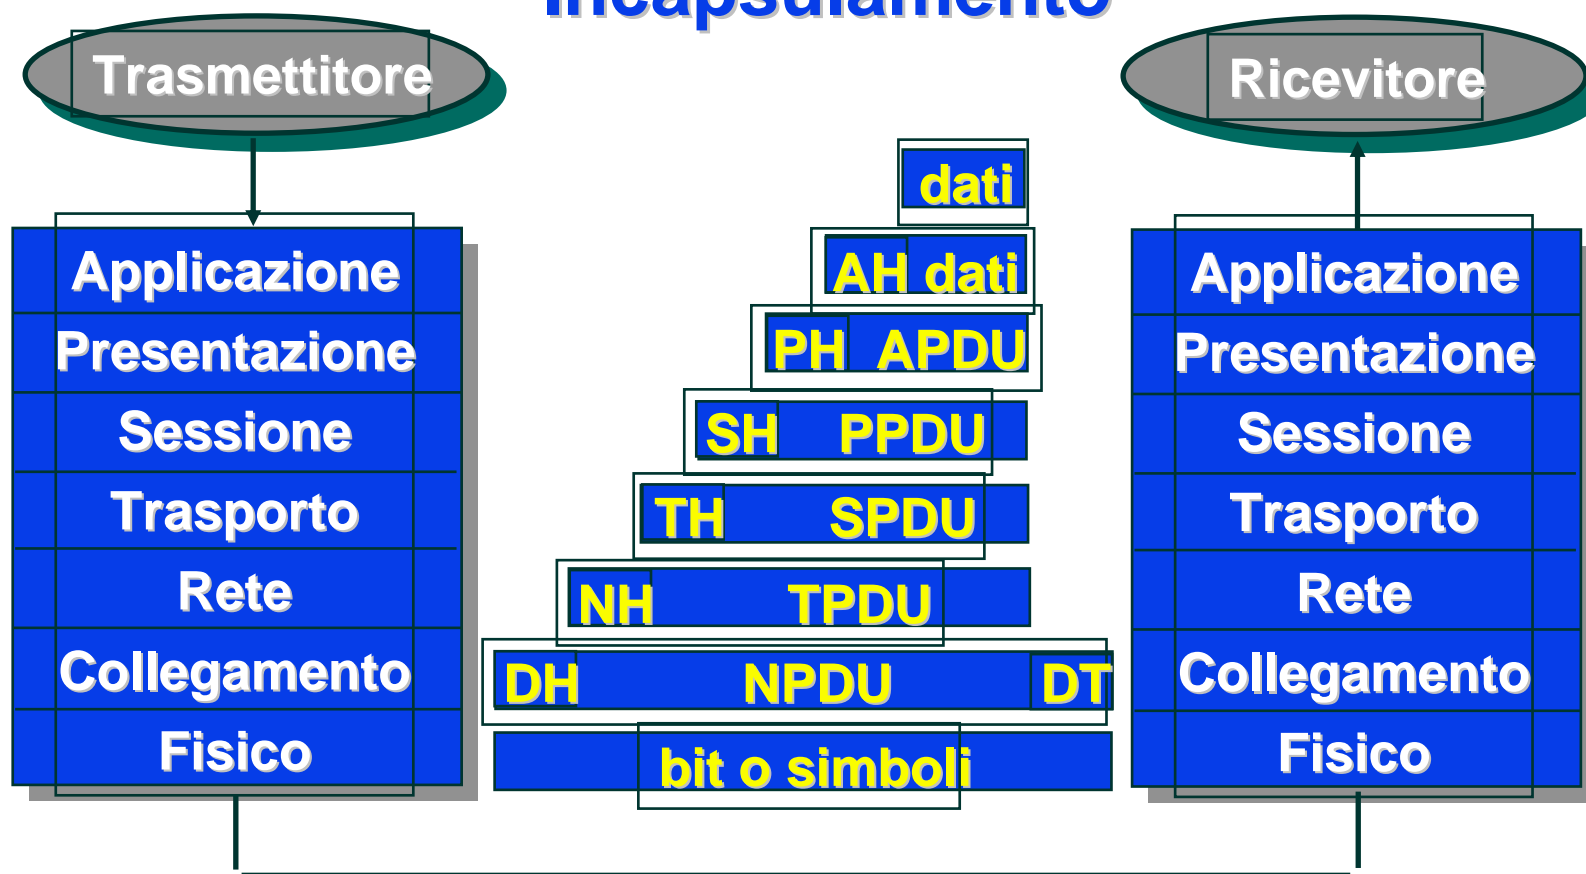 Incapsulamento
Trasmettitore
Ricevitore
dati
Applicazione
AH dati
Applicazione
Presentazione
PH APDU
Presentazione
Sessione
SH PPDU
Sessione
Trasporto
TH SPDU
Trasporto
Rete
NH TPDU
Rete
Collegamento
DH NPDU DT
Collegamento
Fisico
bit o simboli
Fisico